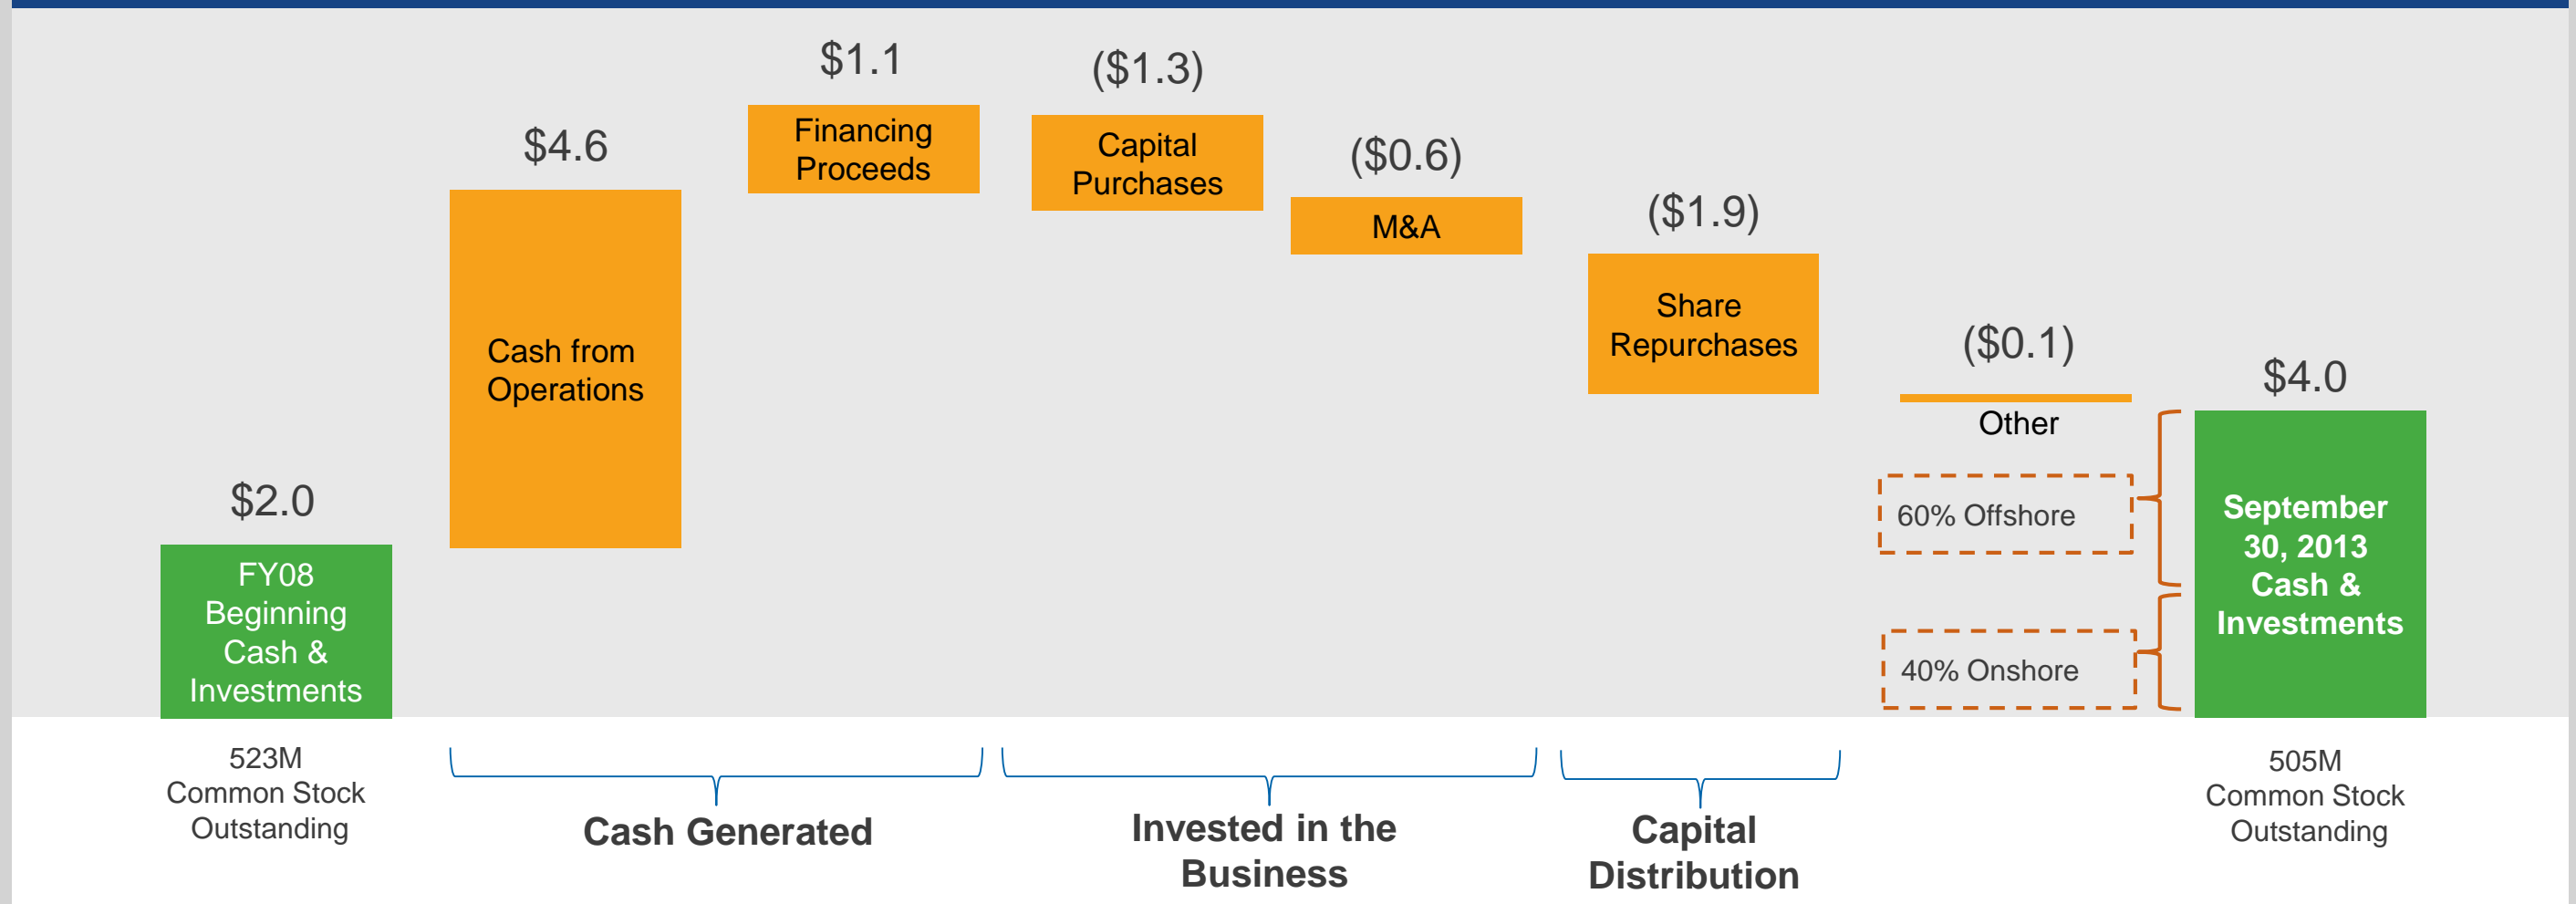 $2.0
FY08
Beginning
Cash &
Investments
523M
Common Stock
Outstanding
$4.6
Cash from
Operations
$1.1
Financing
Proceeds
Cash Generated
($1.3)
Capital
Purchases
($0.6)
M&A
Invested in the
Business
($1.9)
Share
Repurchases
Capital
Distribution
($0.1)
Other
60% Offshore
40% Onshore
$4.0
September
30, 2013
Cash &
Investments
505M
Common Stock
Outstanding